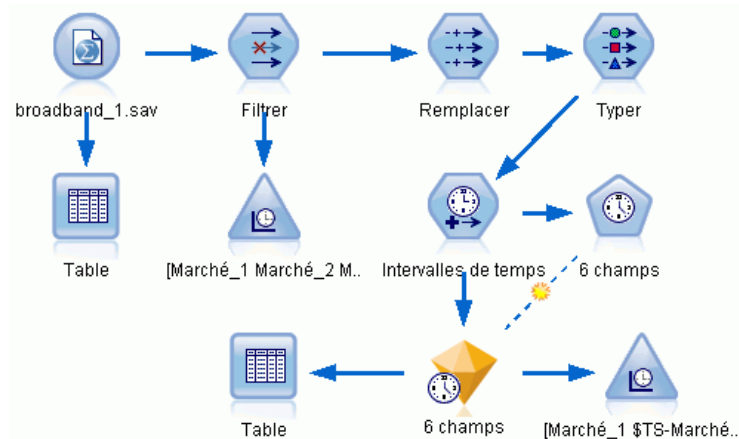 broadband_1.sav
Filtrer
Remplacer
Typer
Table
[Marché_1 Marché_2 M..
Intervalles de temps
6 champs
Table
6 champs
[Marché_1 $TS-Marché..